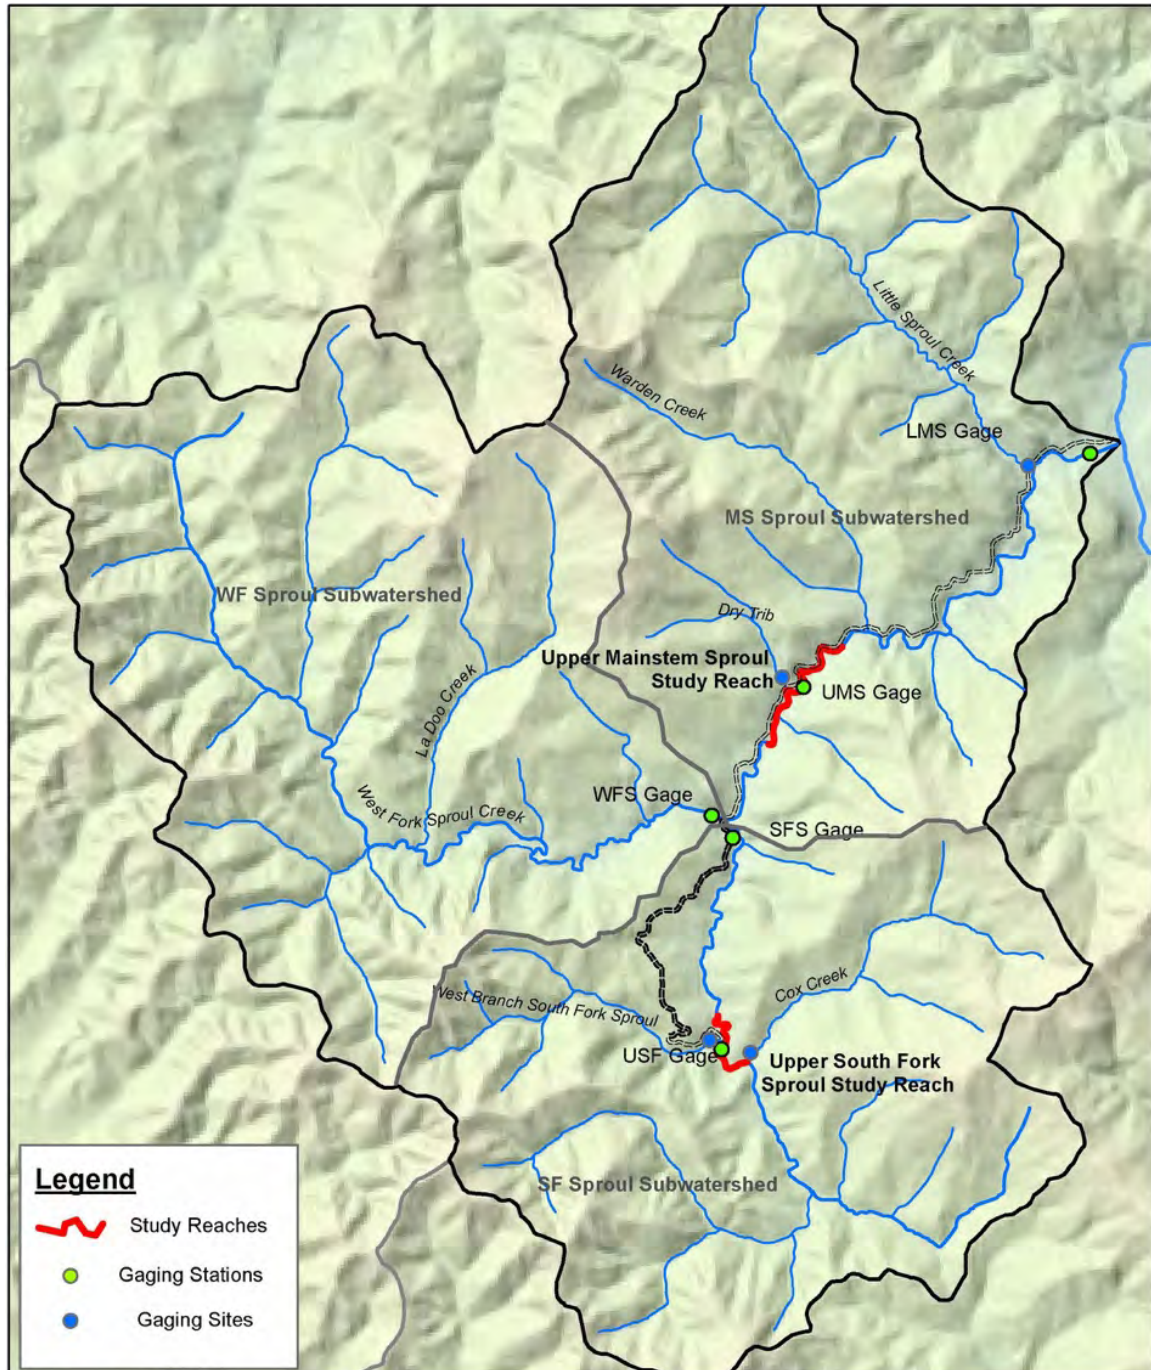 Little Sproul Creek
Warden Creek
LMS Gage
MS Sproul Subwatershed
WF Sproul Subwatershed
Dry Trib
Upper Mainstem Sproul
Study Reach
UMS Gage
La Doo Creek
West Fork Sproul Creek
WFS Gage
SFS Gage
Cox Creek
West Branch South Fork Sproul
USF Gage
Upper South Fork
Sproul Study Reach
SF Sproul Subwatershed
Legend
Study Reaches
Gaging Stations
Gaging Sites